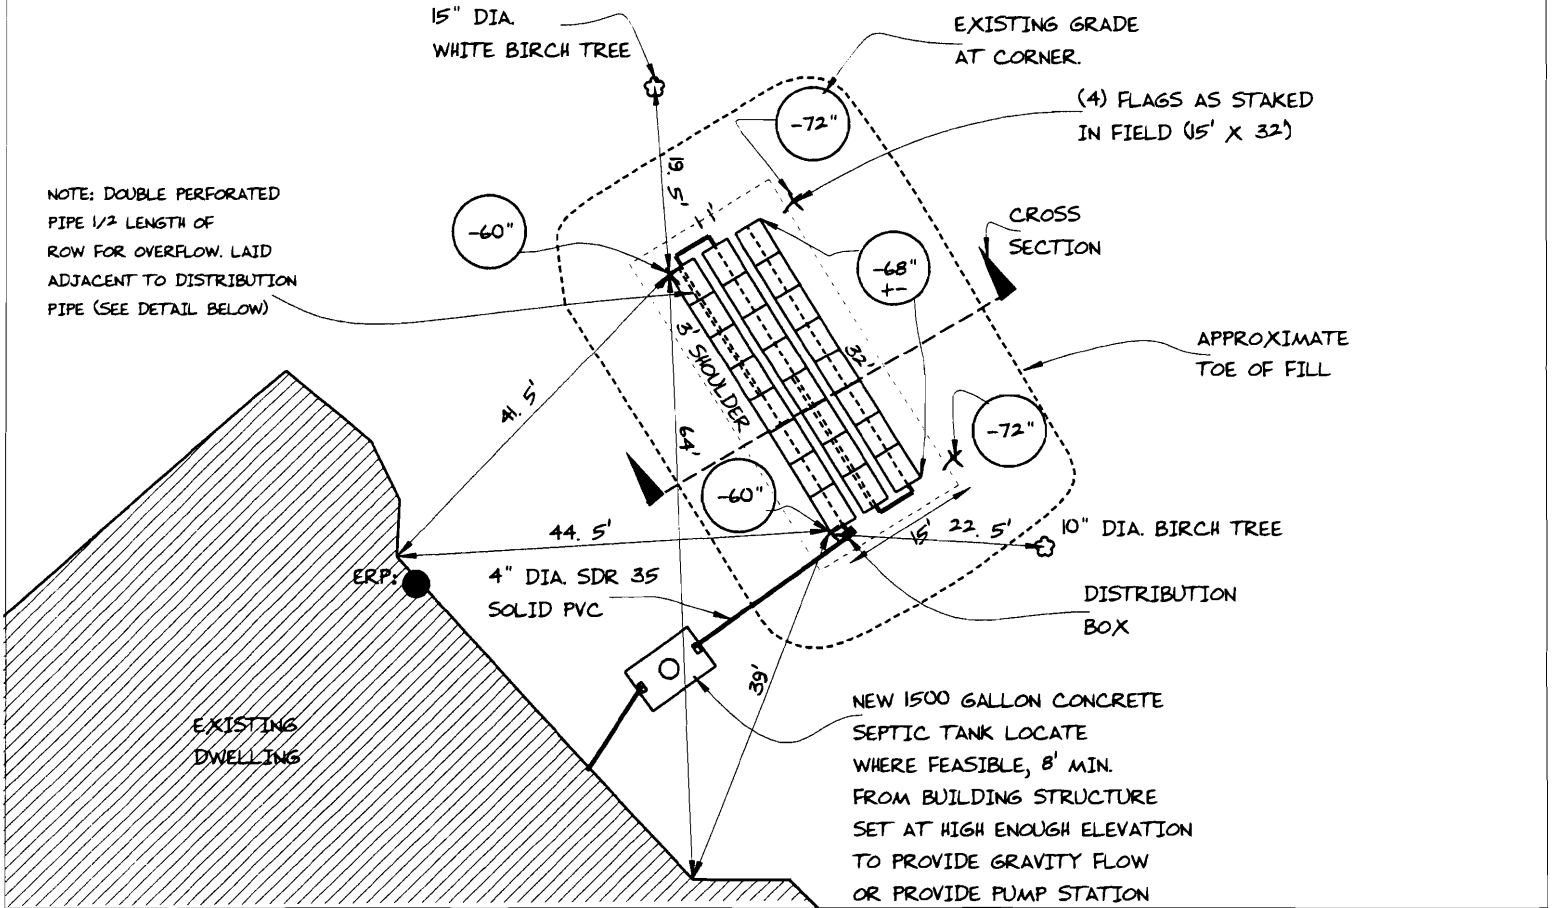 15" DIA.
WHITE BIRCH TREE
EXISTING GRADE
AT CORNER.
-72"
(4) FLAGS AS STAKED
IN FIELD (15' X 32')
NOTE: DOUBLE PERFORATED
PIPE 1/2 LENGTH OF
ROW FOR OVERFLOW. LAID
ADJACENT TO DISTRIBUTION
PIPE (SEE DETAIL BELOW)
-60"
19. 5'
1'
CROSS
SECTION
-68"
+-
3' SHOULDER
32'
APPROXIMATE
TOE OF FILL
41. 5'
64'
-72"
-60"
44. 5'
15'
22. 5'
10" DIA. BIRCH TREE
ERP:
4" DIA. SDR 35
SOLID PVC
DISTRIBUTION
BOX
39'
EXISTING
DWELLING
NEW 1500 GALLON CONCRETE
SEPTIC TANK LOCATE
WHERE FEASIBLE, 8' MIN.
FROM BUILDING STRUCTURE
SET AT HIGH ENOUGH ELEVATION
TO PROVIDE GRAVITY FLOW
OR PROVIDE PUMP STATION